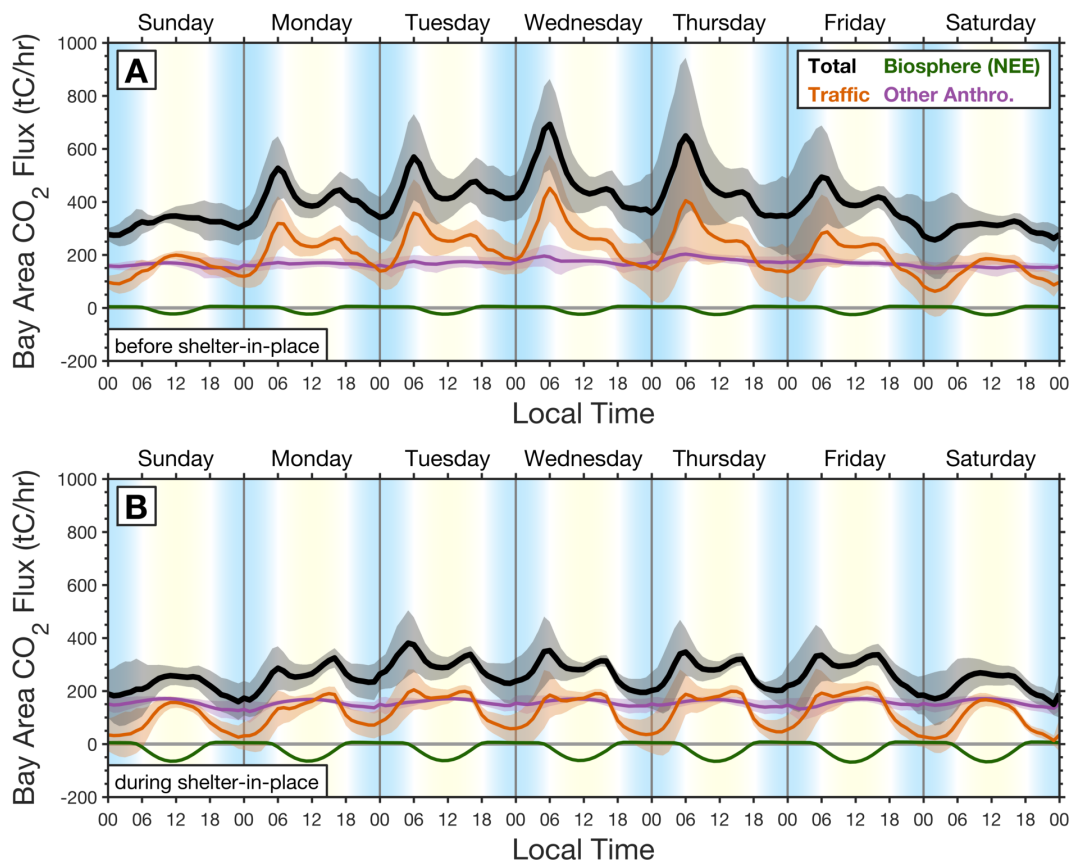 Sunday Monday Tuesday Wednesday Thursday Friday Saturday
A
Total Biosphere (NEE)
Traffic Other Anthro.
Bay Area CO2 Flux (tC/hr)
1000
800
600
400
200
0
-200
before shelter-in-place
00 06 12 18 00 06 12 18 00 06 12 18 00 06 12 18 00 06 12 18 00 06 12 18 00 06 12 18 00
Local Time
Sunday Monday Tuesday Wednesday Thursday Friday Saturday
B
Bay Area CO2 Flux (tC/hr)
1000
800
600
400
200
0
-200
during shelter-in-place
00 06 12 18 00 06 12 18 00 06 12 18 00 06 12 18 00 06 12 18 00 06 12 18 00 06 12 18 00
Local Time